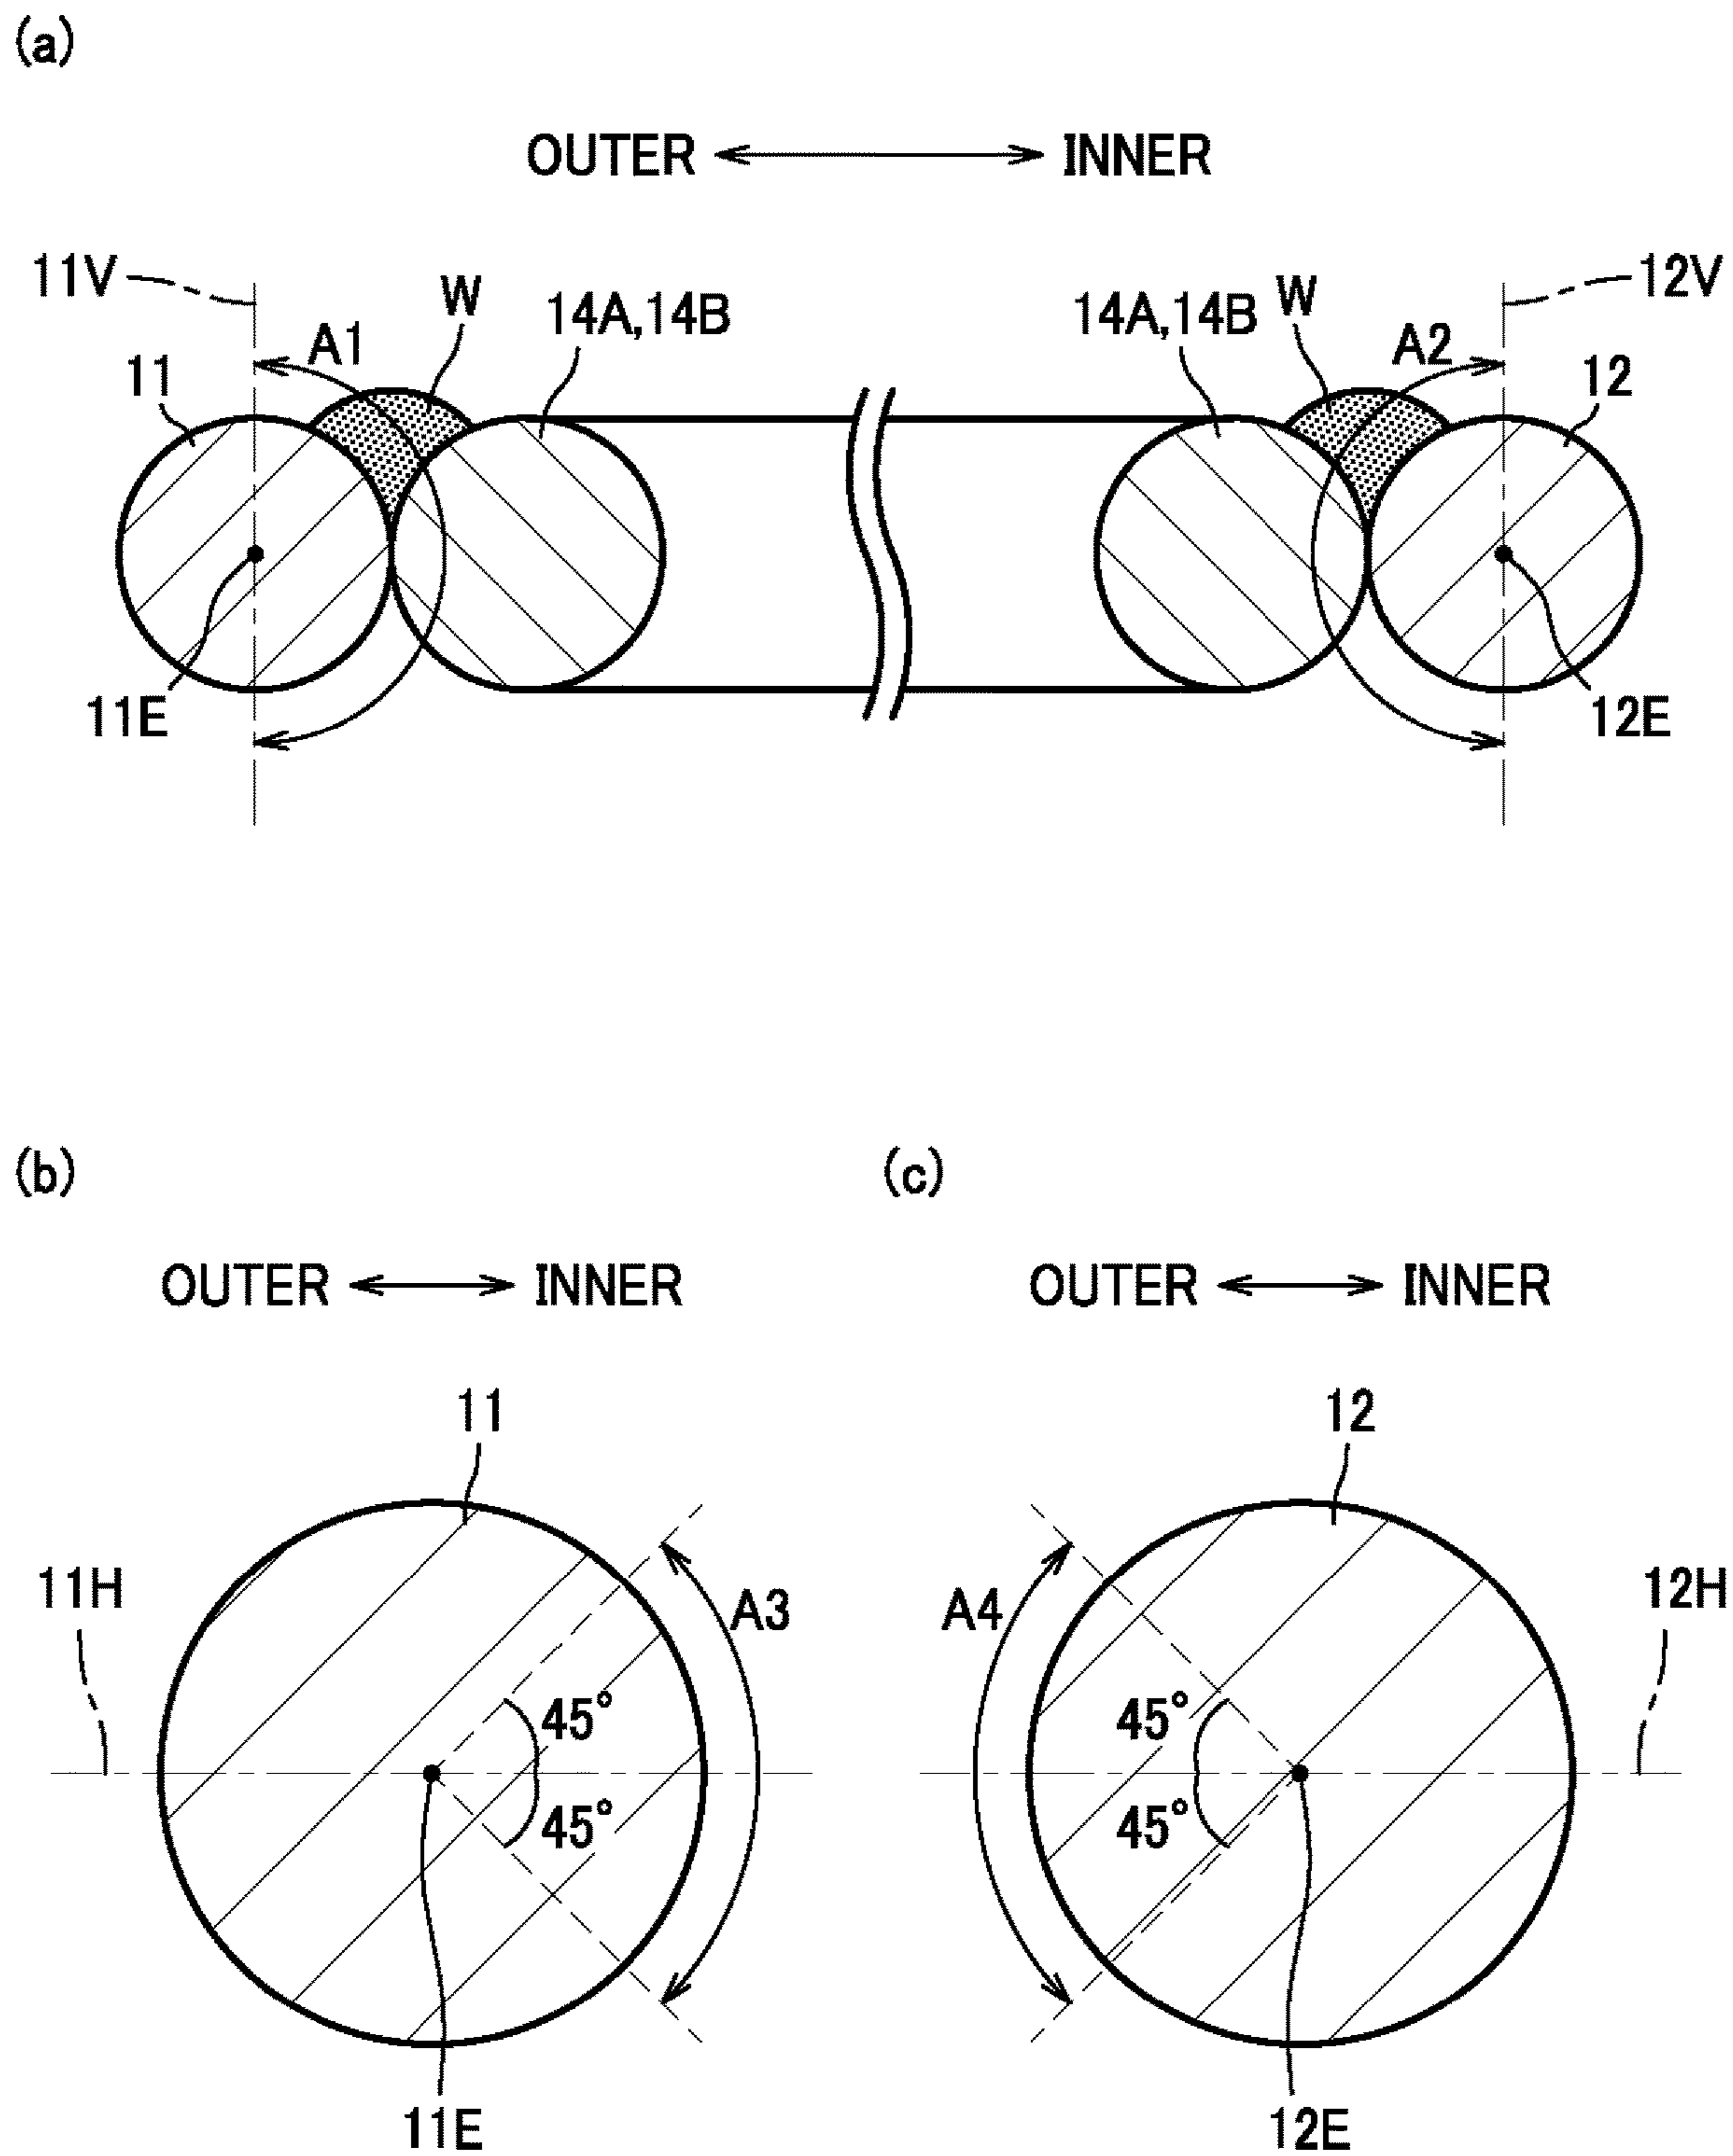 (a)
OUTER INNER
11V W 14A,14B 14A,14B W 12V
11 A1 A2 12
11E 12E
(b) (c)
OUTER INNER OUTER INNER
11 12
11H A3 A4 12H
45° 45°
45° 45°
11E 12E